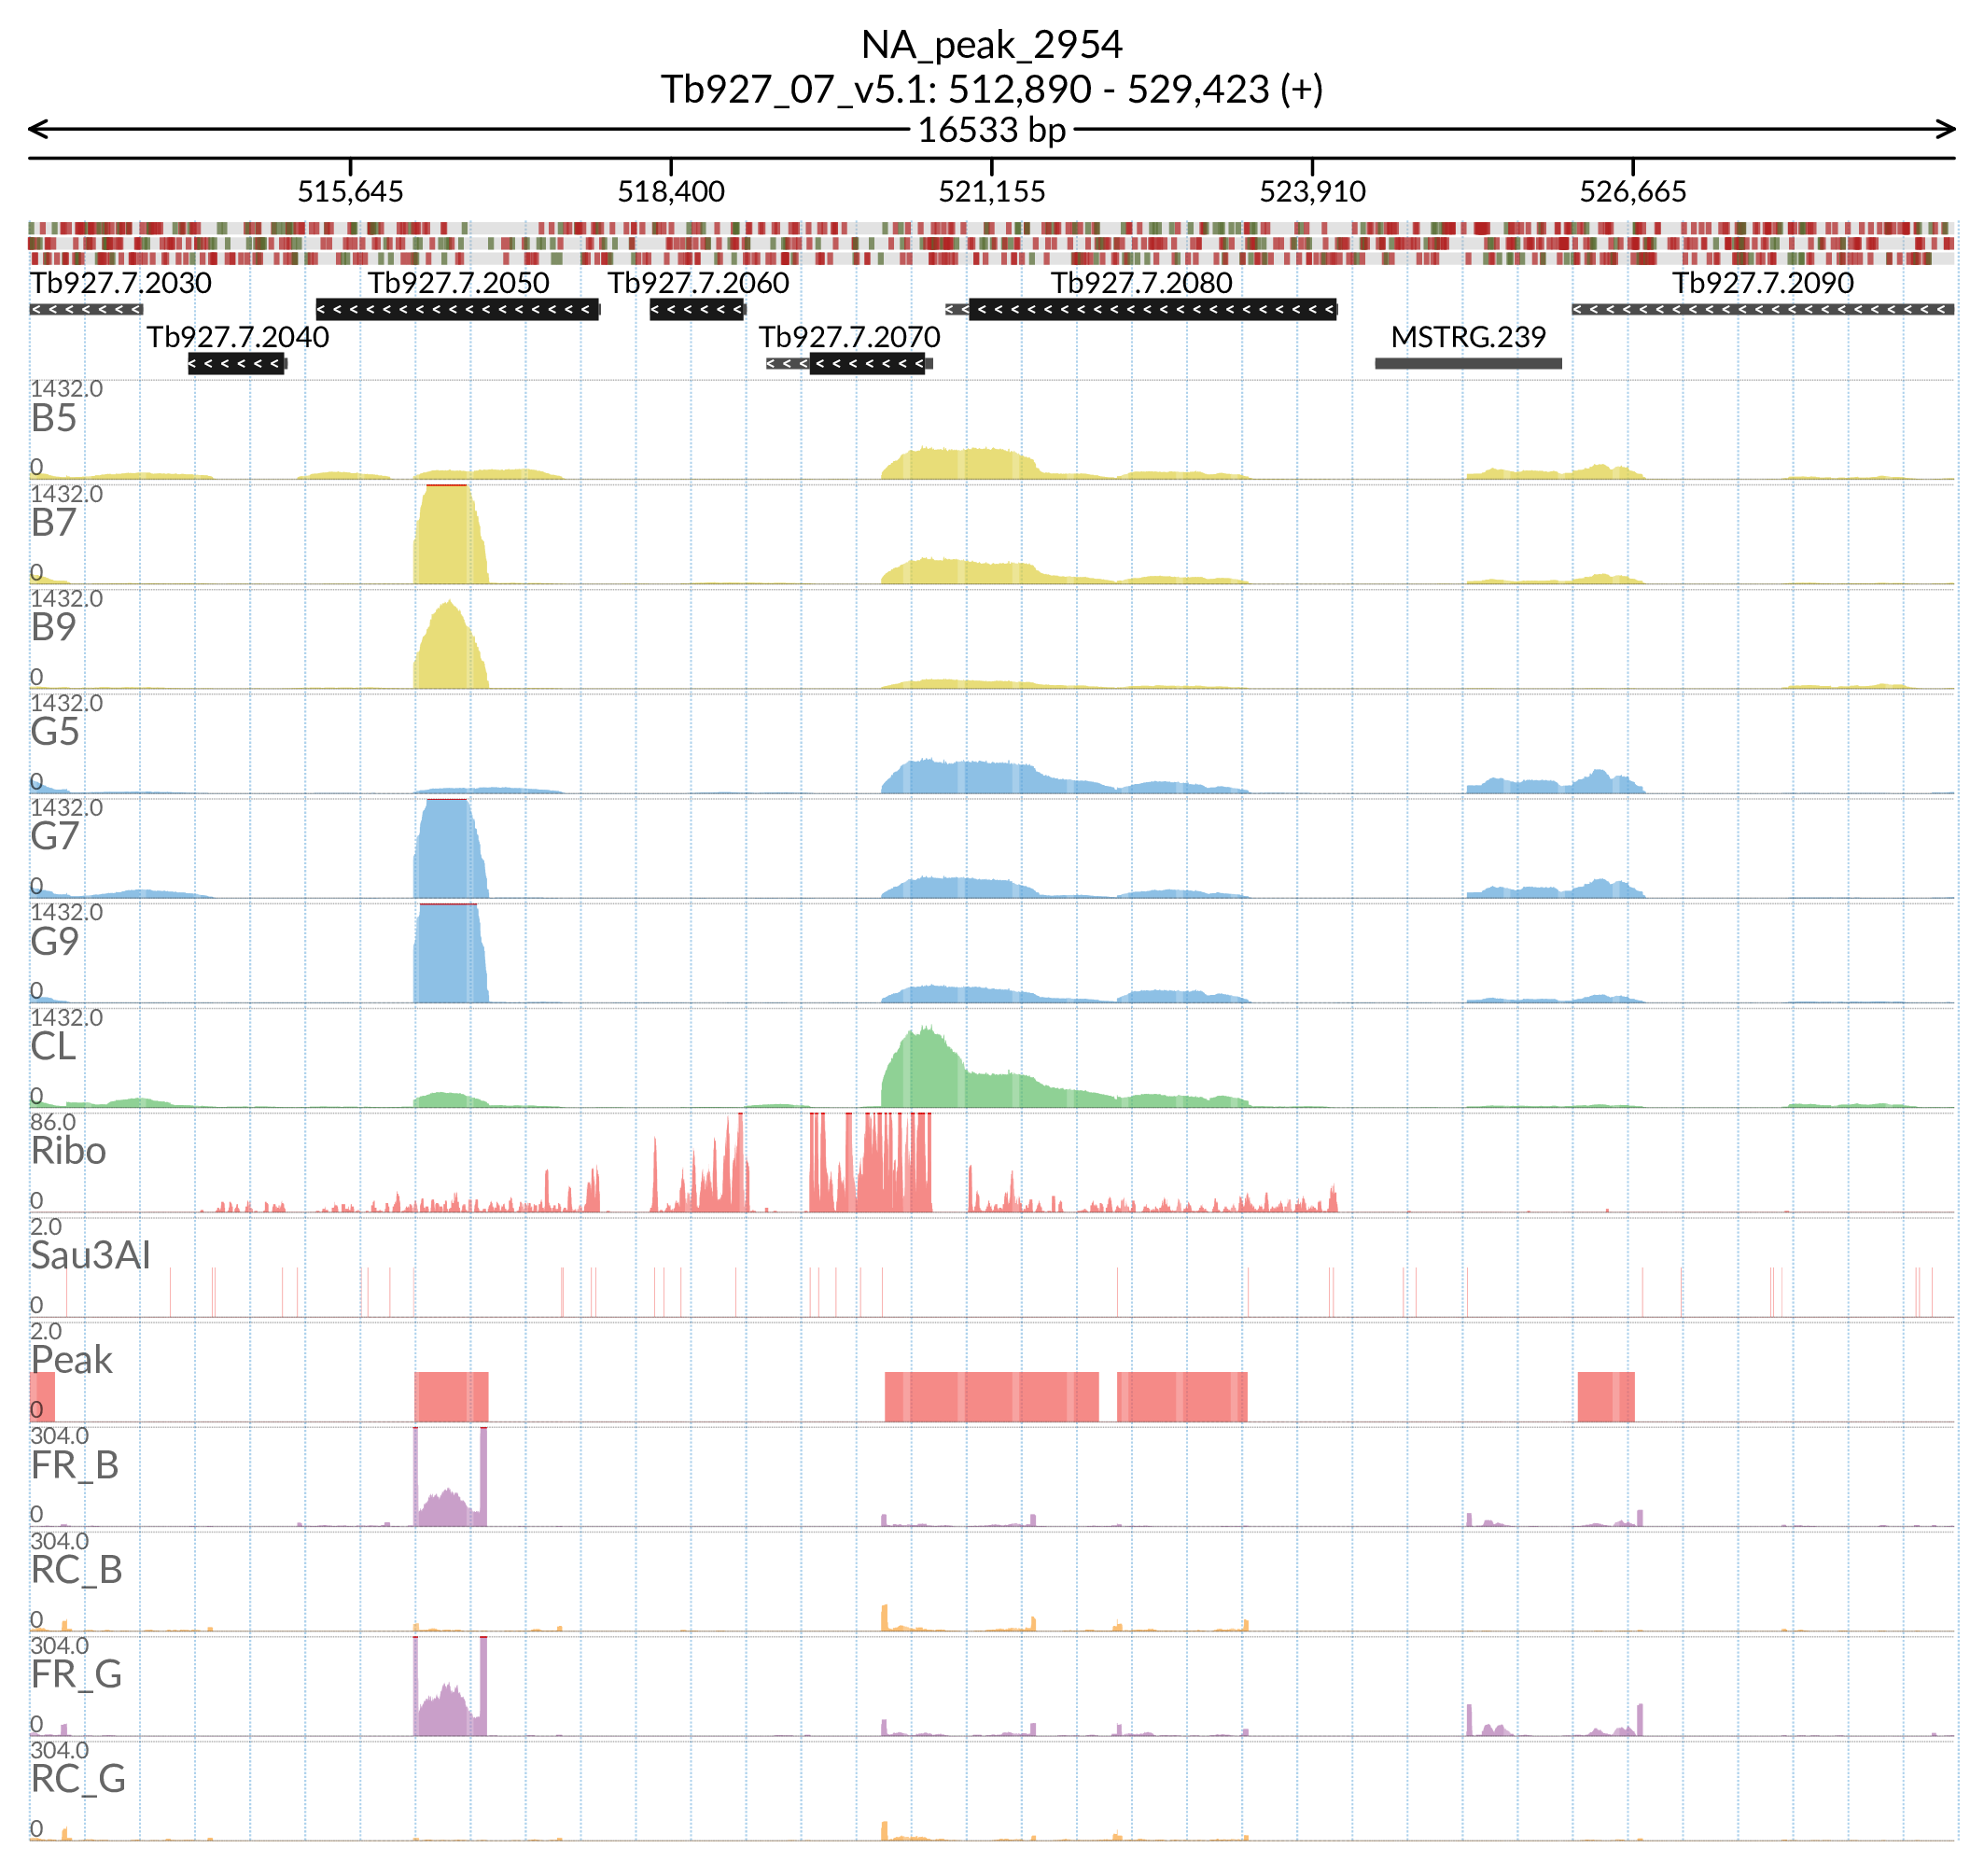 NA_peak_2954
Tb927_07_v5.1: 512,890 - 529,423 (+)
16533 bp
515,645 518,400 521,155 523,910 526,665
Tb927.7.2030 Tb927.7.2050 Tb927.7.2060 Tb927.7.2080 Tb927.7.2090
Tb927.7.2040 Tb927.7.2070 MSTRG.239
1432.0
B5
0
1432.0
B7
0
1432.0
B9
0
1432.0
G5
0
1432.0
G7
0
1432.0
G9
0
1432.0
CL
0
86.0
Ribo
0
2.0
Sau3AI
0
2.0
Peak
0
304.0
FR_B
0
304.0
RC_B
0
304.0
FR_G
0
304.0
RC_G
0